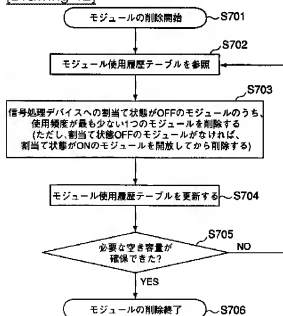 モジュールの削除開始
S701
S702
モジュール使用履歴テーブルを参照
S703
信号処理デバイスへの割当て状態がOFFのモジュールのうち、
使用頻度が最も少ない1つのモジュールを削除する
(ただし、割当て状態OFFのモジュールがなければ、
割当て状態がONのモジュールを開放してから削除する)
モジュール使用履歴テーブルを更新する
S704
S705
必要な空き容量が
確保できた?
NO
YES
モジュールの削除終了
S706